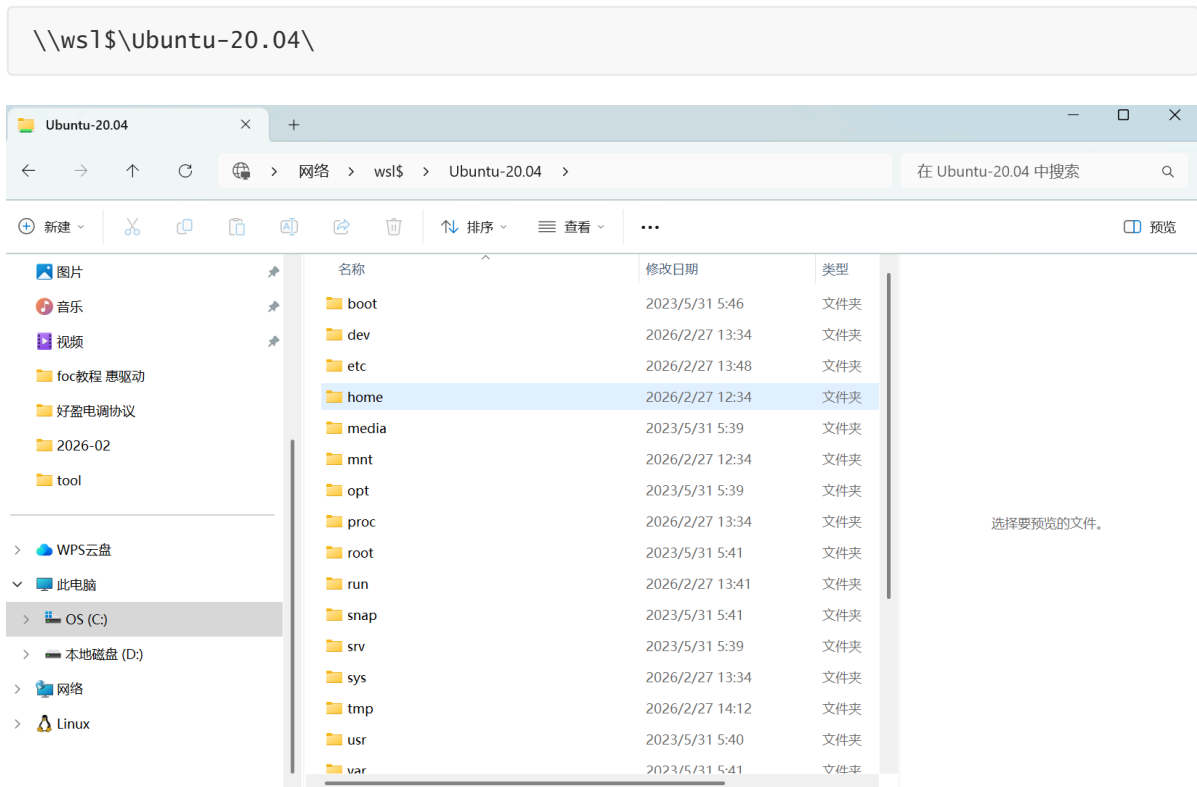 \\wsl$\Ubuntu-20.04\
Ubuntu-20.04
网络 wsl$ Ubuntu-20.04
在 Ubuntu-20.04 中搜索
新建 排序 查看 预览
图片
音乐
视频
foc教程 惠驱动
好盈电调协议
2026-02
tool
WPS云盘
此电脑
OS (C:)
本地磁盘 (D:)
网络
Linux
名称 修改日期 类型
boot 2023/5/31 5:46 文件夹
dev 2026/2/27 13:34 文件夹
etc 2026/2/27 13:48 文件夹
home 2026/2/27 12:34 文件夹
media 2023/5/31 5:39 文件夹
mnt 2026/2/27 12:34 文件夹
opt 2023/5/31 5:39 文件夹
proc 2026/2/27 13:34 文件夹
root 2023/5/31 5:41 文件夹
run 2026/2/27 13:41 文件夹
snap 2023/5/31 5:41 文件夹
srv 2023/5/31 5:39 文件夹
sys 2026/2/27 13:34 文件夹
tmp 2026/2/27 14:12 文件夹
usr 2023/5/31 5:40 文件夹
var 2023/5/31 5:41 文件夹
选择要预览的文件。